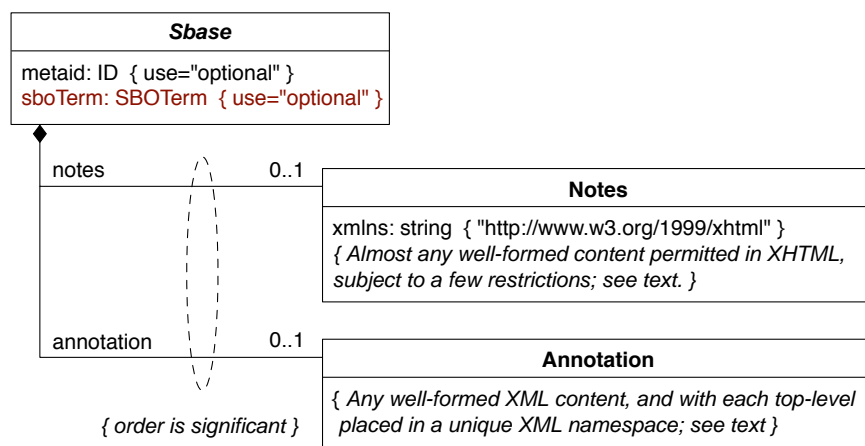 Sbase
metaid: ID { use="optional" }
sboTerm: SBOTerm { use="optional" }
notes
0..1
Notes
xmlns: string { "http://www.w3.org/1999/xhtml" }
{ Almost any well-formed content permitted in XHTML,
subject to a few restrictions; see text. }
annotation
0..1
Annotation
{ Any well-formed XML content, and with each top-level
placed in a unique XML namespace; see text }
{ order is significant }